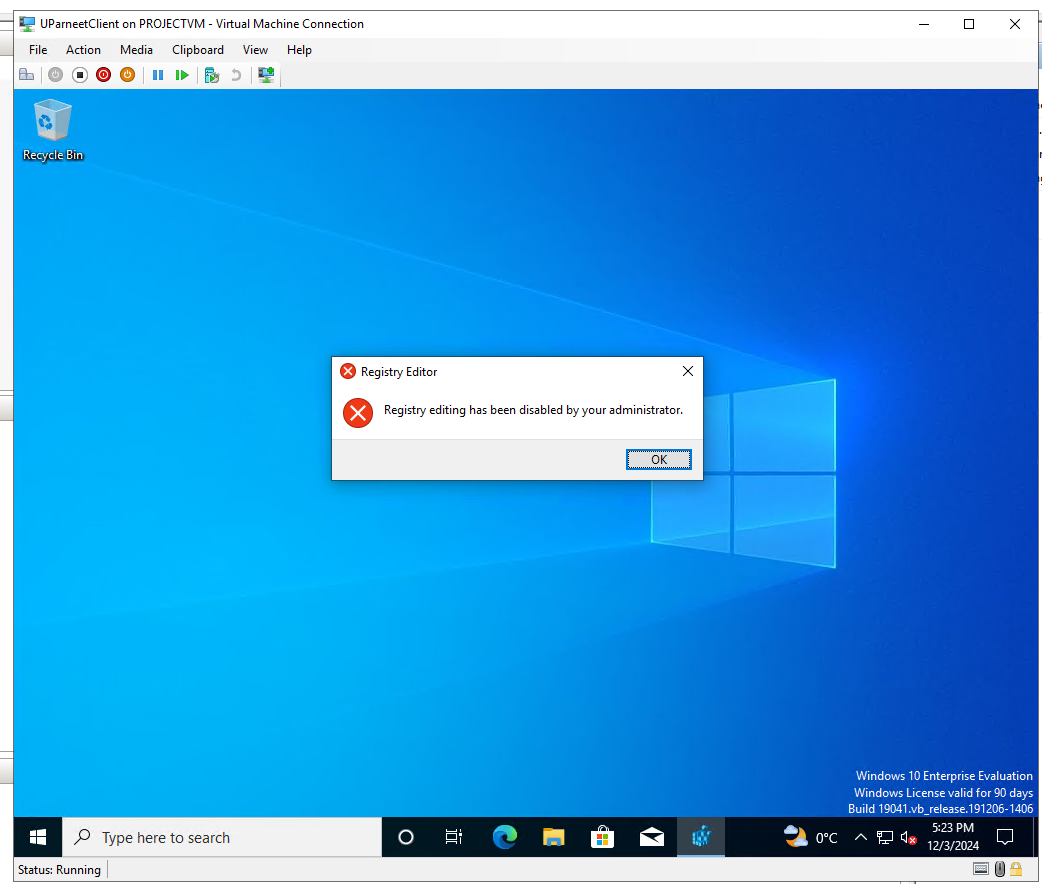 UParneetClient on PROJECTVM - Virtual Machine Connection
File Action Media Clipboard View Help
Recycle Bin
Registry Editor
Registry editing has been disabled by your administrator.
OK
Windows 10 Enterprise Evaluation
Windows License valid for 90 days
Build 19041.vb_release.191206-1406
Type here to search
0°C
5:23 PM
12/3/2024
Status: Running